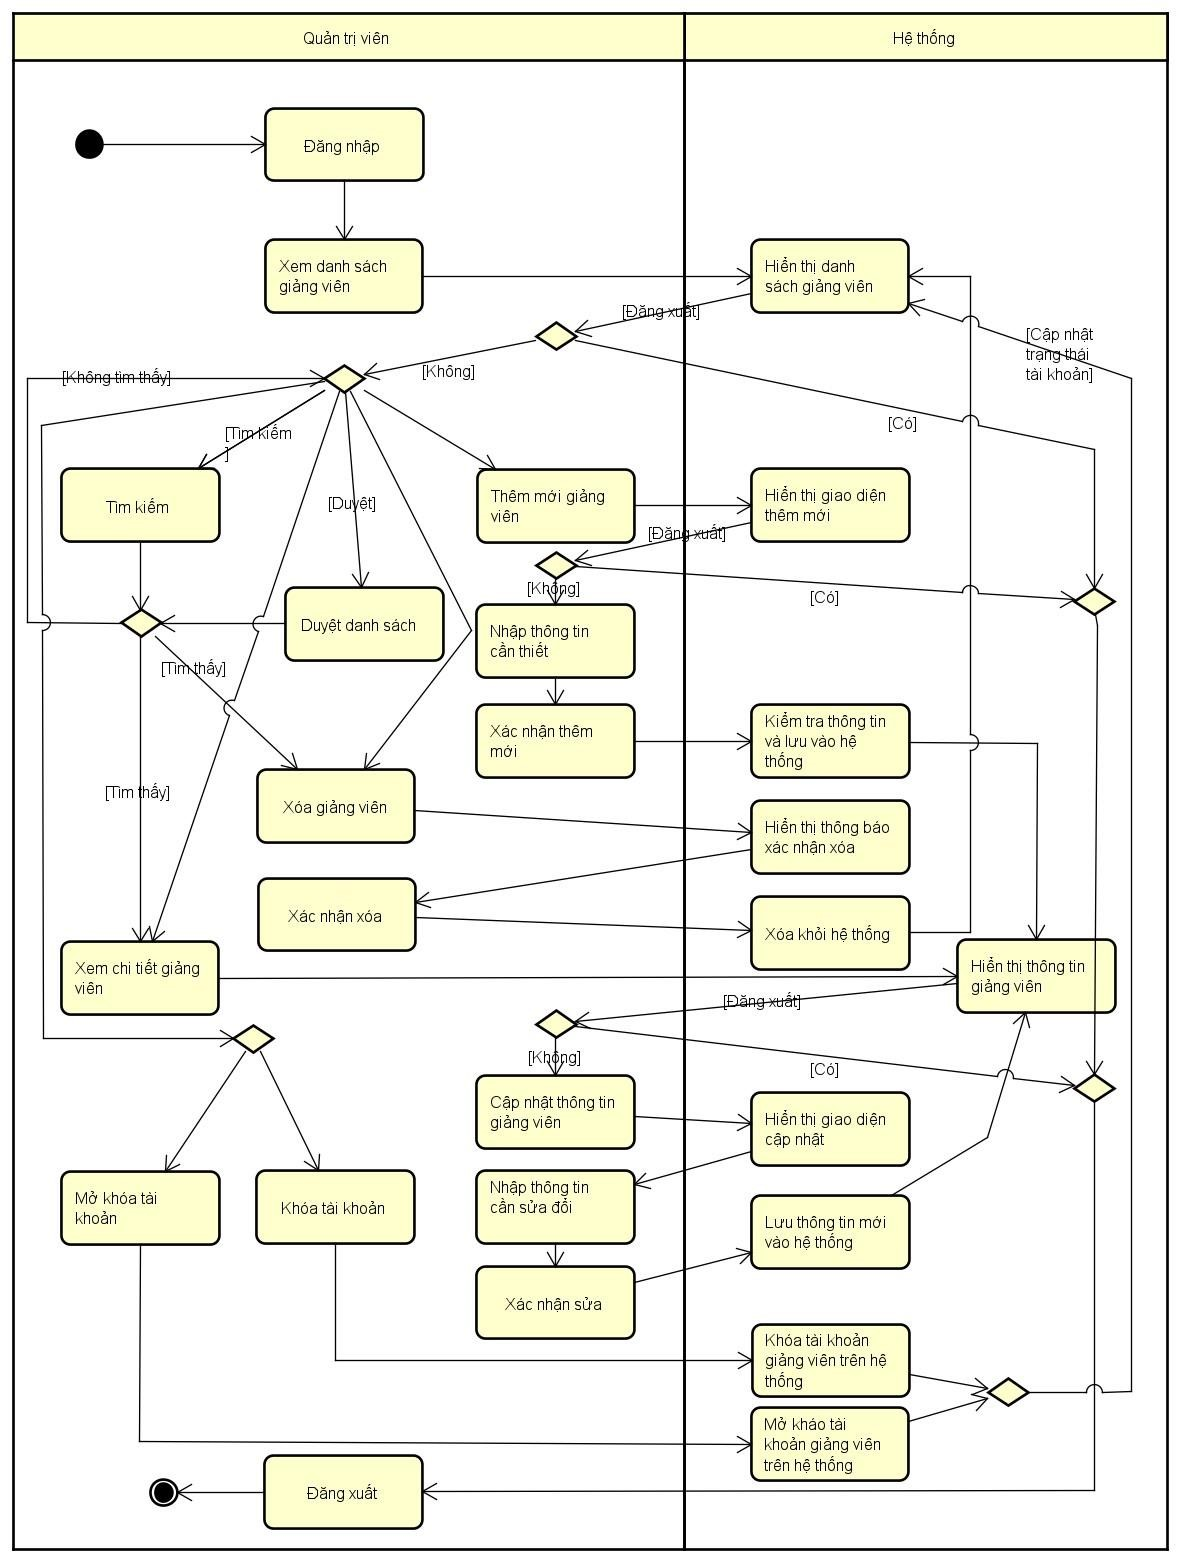 Quản trị viên
Hệ thống
Đăng nhập
Xem danh sách
giảng viên
Hiển thị danh
sách giảng viên
[Đăng xuất]
[Cập nhật
trạng thái
tài khoản]
[Không]
[Không tìm thấy]
[Có]
[Tìm kiếm
]
Tìm kiếm
[Duyệt]
Thêm mới giảng
viên
Hiển thị giao diện
thêm mới
[Đăng xuất]
[Không]
[Có]
Duyệt danh sách
Nhập thông tin
cần thiết
[Tìm thấy]
Xác nhận thêm
mới
Kiểm tra thông tin
và lưu vào hệ
thống
[Tìm thấy]
Xóa giảng viên
Hiển thị thông báo
xác nhận xóa
Xác nhận xóa
Xóa khỏi hệ thống
Xem chi tiết giảng
viên
Hiển thị thông tin
giảng viên
[Đăng xuất]
[Không]
[Có]
Cập nhật thông tin
giảng viên
Hiển thị giao diện
cập nhật
Mở khóa tài
khoản
Khóa tài khoản
Nhập thông tin
cần sửa đổi
Lưu thông tin mới
vào hệ thống
Xác nhận sửa
Khóa tài khoản
giảng viên trên hệ
thống
Mở kháo tài
khoản giảng viên
trên hệ thống
Đăng xuất